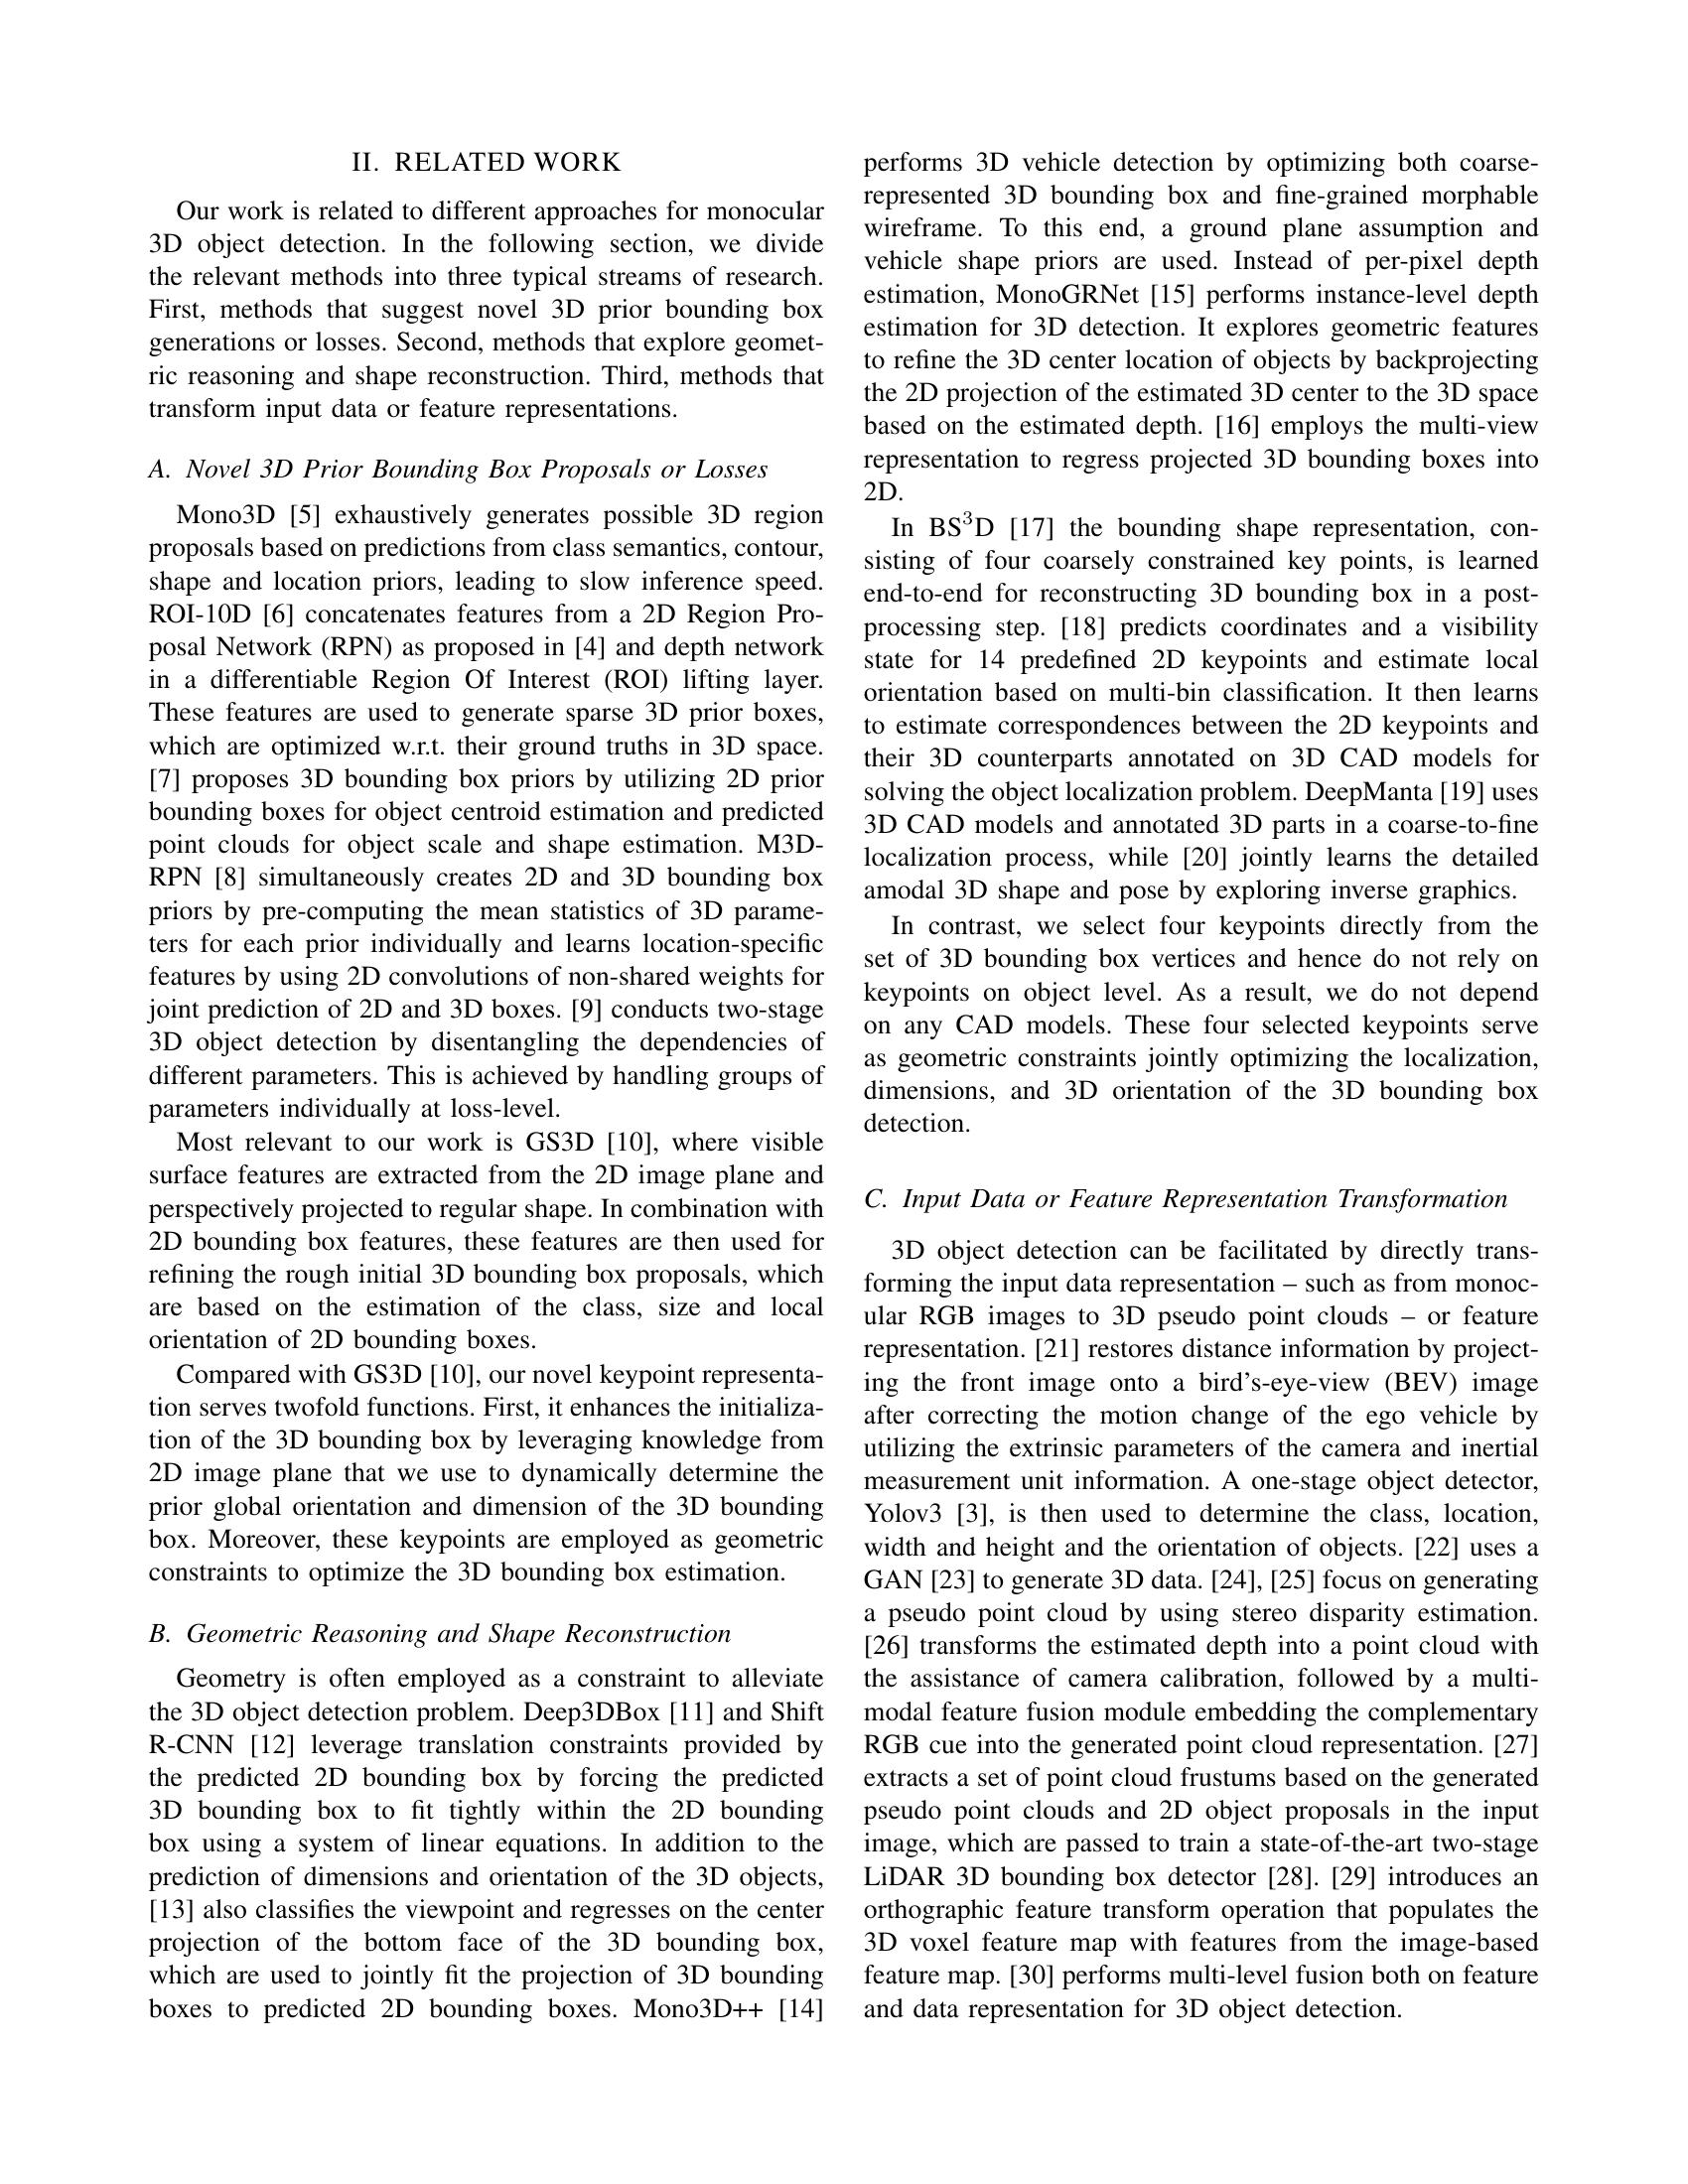 II. RELATED WORK
Our work is related to different approaches for monocular
3D object detection. In the following section, we divide
the relevant methods into three typical streams of research.
First, methods that suggest novel 3D prior bounding box
generations or losses. Second, methods that explore geomet-
ric reasoning and shape reconstruction. Third, methods that
transform input data or feature representations.
A. Novel 3D Prior Bounding Box Proposals or Losses
Mono3D [5] exhaustively generates possible 3D region
proposals based on predictions from class semantics, contour,
shape and location priors, leading to slow inference speed.
ROI-10D [6] concatenates features from a 2D Region Pro-
posal Network (RPN) as proposed in [4] and depth network
in a differentiable Region Of Interest (ROI) lifting layer.
These features are used to generate sparse 3D prior boxes,
which are optimized w.r.t. their ground truths in 3D space.
[7] proposes 3D bounding box priors by utilizing 2D prior
bounding boxes for object centroid estimation and predicted
point clouds for object scale and shape estimation. M3D-
RPN [8] simultaneously creates 2D and 3D bounding box
priors by pre-computing the mean statistics of 3D parame-
ters for each prior individually and learns location-specific
features by using 2D convolutions of non-shared weights for
joint prediction of 2D and 3D boxes. [9] conducts two-stage
3D object detection by disentangling the dependencies of
different parameters. This is achieved by handling groups of
parameters individually at loss-level.
Most relevant to our work is GS3D [10], where visible
surface features are extracted from the 2D image plane and
perspectively projected to regular shape. In combination with
2D bounding box features, these features are then used for
refining the rough initial 3D bounding box proposals, which
are based on the estimation of the class, size and local
orientation of 2D bounding boxes.
Compared with GS3D [10], our novel keypoint representa-
tion serves twofold functions. First, it enhances the initializa-
tion of the 3D bounding box by leveraging knowledge from
2D image plane that we use to dynamically determine the
prior global orientation and dimension of the 3D bounding
box. Moreover, these keypoints are employed as geometric
constraints to optimize the 3D bounding box estimation.
B. Geometric Reasoning and Shape Reconstruction
Geometry is often employed as a constraint to alleviate
the 3D object detection problem. Deep3DBox [11] and Shift
R-CNN [12] leverage translation constraints provided by
the predicted 2D bounding box by forcing the predicted
3D bounding box to fit tightly within the 2D bounding
box using a system of linear equations. In addition to the
prediction of dimensions and orientation of the 3D objects,
[13] also classifies the viewpoint and regresses on the center
projection of the bottom face of the 3D bounding box,
which are used to jointly fit the projection of 3D bounding
boxes to predicted 2D bounding boxes. Mono3D++ [14]
performs 3D vehicle detection by optimizing both coarse-
represented 3D bounding box and fine-grained morphable
wireframe. To this end, a ground plane assumption and
vehicle shape priors are used. Instead of per-pixel depth
estimation, MonoGRNet [15] performs instance-level depth
estimation for 3D detection. It explores geometric features
to refine the 3D center location of objects by backprojecting
the 2D projection of the estimated 3D center to the 3D space
based on the estimated depth. [16] employs the multi-view
representation to regress projected 3D bounding boxes into
2D.
In BS³D [17] the bounding shape representation, con-
sisting of four coarsely constrained key points, is learned
end-to-end for reconstructing 3D bounding box in a post-
processing step. [18] predicts coordinates and a visibility
state for 14 predefined 2D keypoints and estimate local
orientation based on multi-bin classification. It then learns
to estimate correspondences between the 2D keypoints and
their 3D counterparts annotated on 3D CAD models for
solving the object localization problem. DeepManta [19] uses
3D CAD models and annotated 3D parts in a coarse-to-fine
localization process, while [20] jointly learns the detailed
amodal 3D shape and pose by exploring inverse graphics.
In contrast, we select four keypoints directly from the
set of 3D bounding box vertices and hence do not rely on
keypoints on object level. As a result, we do not depend
on any CAD models. These four selected keypoints serve
as geometric constraints jointly optimizing the localization,
dimensions, and 3D orientation of the 3D bounding box
detection.
C. Input Data or Feature Representation Transformation
3D object detection can be facilitated by directly trans-
forming the input data representation – such as from monoc-
ular RGB images to 3D pseudo point clouds – or feature
representation. [21] restores distance information by project-
ing the front image onto a bird's-eye-view (BEV) image
after correcting the motion change of the ego vehicle by
utilizing the extrinsic parameters of the camera and inertial
measurement unit information. A one-stage object detector,
Yolov3 [3], is then used to determine the class, location,
width and height and the orientation of objects. [22] uses a
GAN [23] to generate 3D data. [24], [25] focus on generating
a pseudo point cloud by using stereo disparity estimation.
[26] transforms the estimated depth into a point cloud with
the assistance of camera calibration, followed by a multi-
modal feature fusion module embedding the complementary
RGB cue into the generated point cloud representation. [27]
extracts a set of point cloud frustums based on the generated
pseudo point clouds and 2D object proposals in the input
image, which are passed to train a state-of-the-art two-stage
LiDAR 3D bounding box detector [28]. [29] introduces an
orthographic feature transform operation that populates the
3D voxel feature map with features from the image-based
feature map. [30] performs multi-level fusion both on feature
and data representation for 3D object detection.